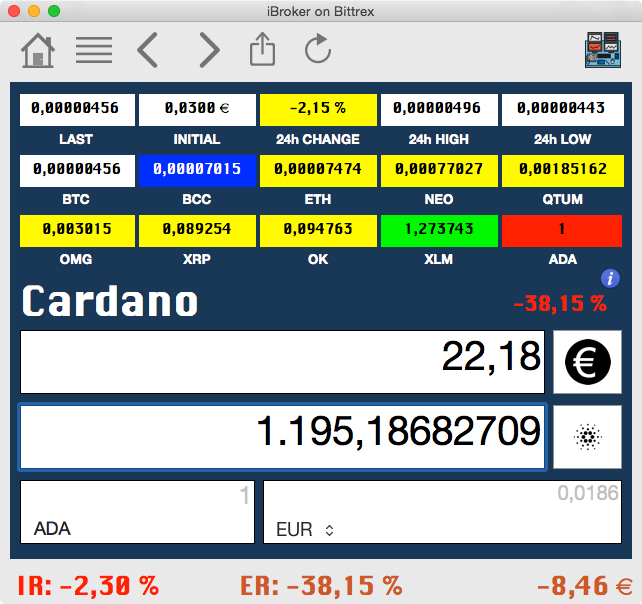 iBroker on Bittrex
0,00000456 0,0300 € -2,15 % 0,00000496 0,00000443
LAST INITIAL 24h CHANGE 24h HIGH 24h LOW
0,00000456 0,00007015 0,00007474 0,00077027 0,00185162
BTC BCC ETH NEO QTUM
0,003015 0,089254 0,094763 1,273743 1
OMG XRP OK XLM ADA
i
Cardano -38,15 %
22,18 €
1.195,18682709
1 0,0186
ADA EUR
IR: -2,30 % ER: -38,15 % -8,46 €